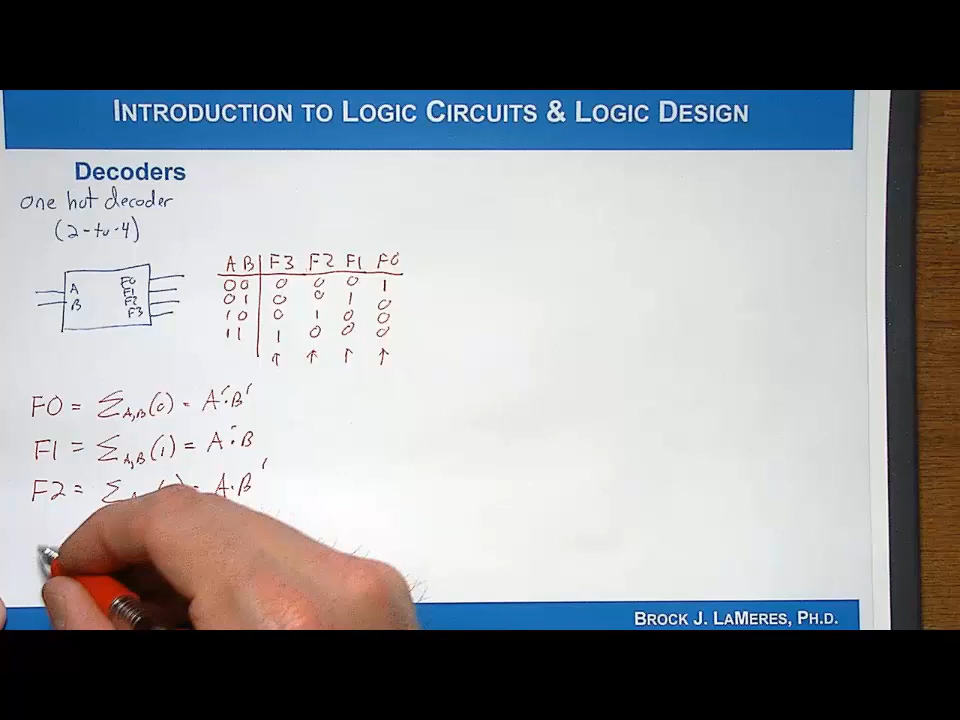 INTRODUCTION TO LOGIC CIRCUITS & LOGIC DESIGN
Decoders
one hot decoder
(2-to-4)
A
B
F0
F1
F2
F3
A B F3 F2 F1 F0
0 0 0 0 0 1
0 1 0 0 1 0
1 0 0 1 0 0
1 1 1 0 0 0
↑ ↑ ↑ ↑
F0 = ΣA,B(0) = A'·B'
F1 = ΣA,B(1) = A'·B
F2 = Σ = A·B'
BROCK J. LAMERES, PH.D.